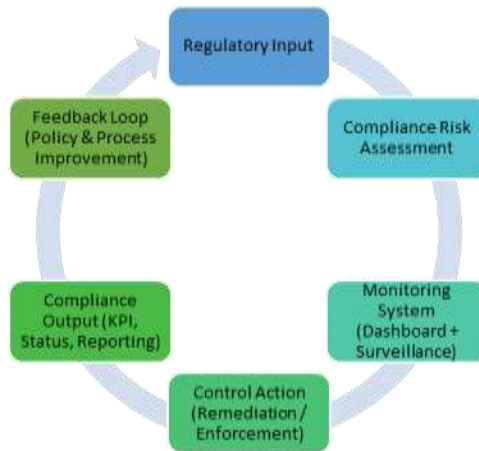 Regulatory Input
Compliance Risk
Assessment
Monitoring
System
(Dashboard +
Surveillance)
Control Action
(Remediation /
Enforcement)
Compliance
Output (KPI,
Status, Reporting)
Feedback Loop
(Policy & Process
Improvement)